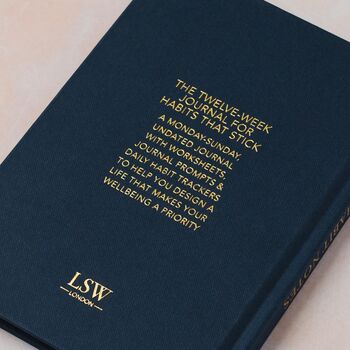 THE TWELVE-WEEK
JOURNAL FOR
HABITS THAT STICK
A MONDAY-SUNDAY,
UNDATED JOURNAL
WITH WORKSHEETS,
JOURNAL PROMPTS &
DAILY HABIT TRACKERS
TO HELP YOU DESIGN A
LIFE THAT MAKES YOUR
WELLBEING A PRIORITY
LSW
LONDON
NOTES